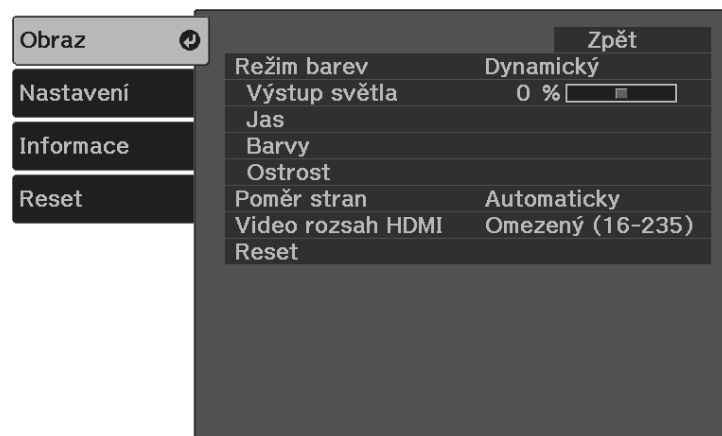 Obraz
Nastavení
Informace
Reset
Zpět
Režim barev Dynamický
Výstup světla 0 %
Jas
Barvy
Ostrost
Poměr stran Automaticky
Video rozsah HDMI Omezený (16-235)
Reset